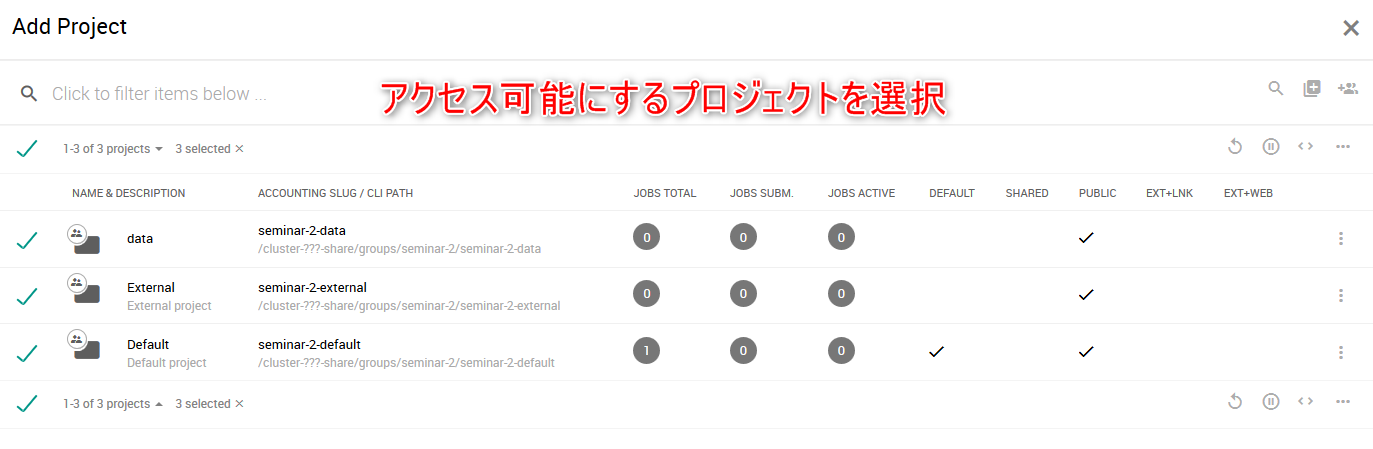 Add Project
Click to filter items below ...
アクセス可能にするプロジェクトを選択
1-3 of 3 projects 3 selected ×
NAME & DESCRIPTION ACCOUNTING SLUG / CLI PATH JOBS TOTAL JOBS SUBM. JOBS ACTIVE DEFAULT SHARED PUBLIC EXT+LNK EXT+WEB
data seminar-2-data 0 0 0
/cluster-???-share/groups/seminar-2/seminar-2-data
External seminar-2-external 0 0 0
External project /cluster-???-share/groups/seminar-2/seminar-2-external
Default seminar-2-default 1 0 0
Default project /cluster-???-share/groups/seminar-2/seminar-2-default
1-3 of 3 projects 3 selected ×